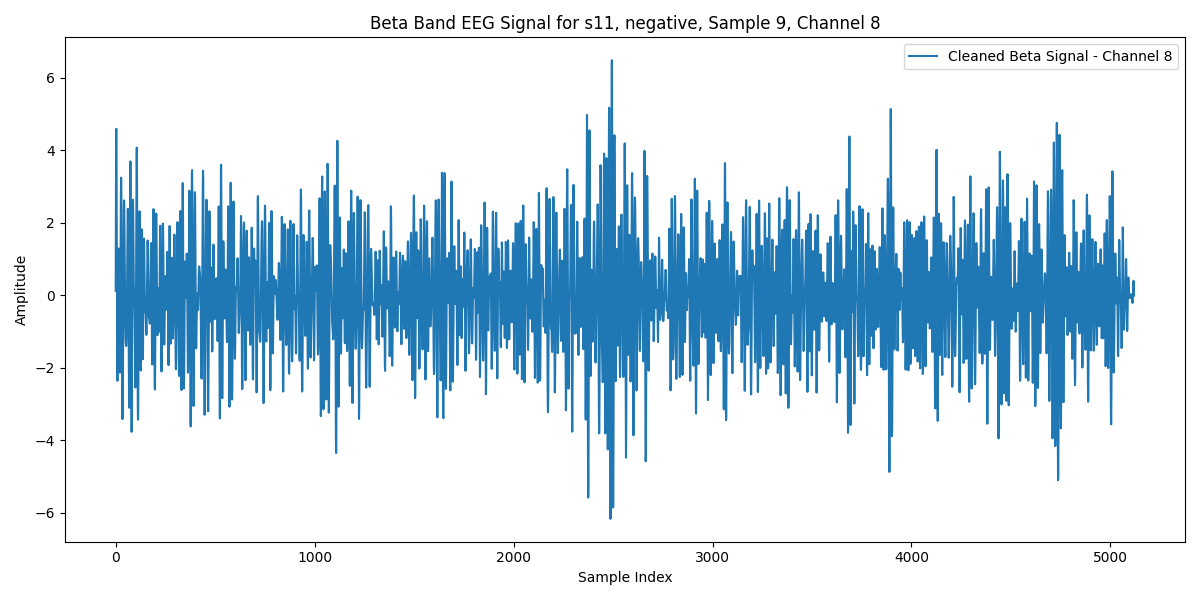 Beta Band EEG Signal for s11, negative, Sample 9, Channel 8
Cleaned Beta Signal - Channel 8
Amplitude
6
4
2
0
−2
−4
−6
0 1000 2000 3000 4000 5000
Sample Index